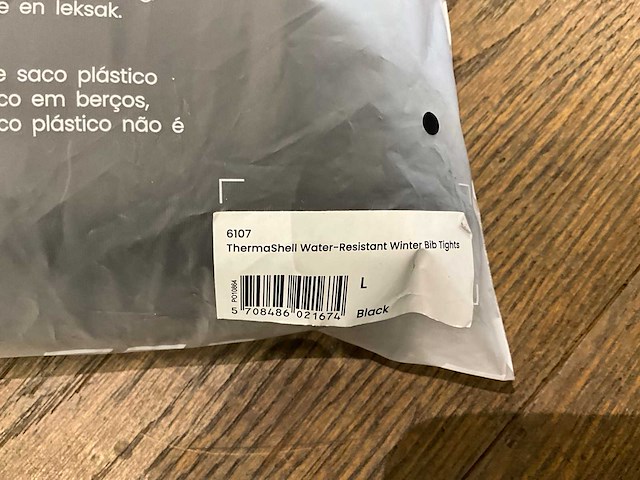 e en leksak.
e saco plástico
co em berços,
co plástico não é
6107
ThermaShell Water-Resistant Winter Bib Tights
PO10864
L
5 708486 021674
Black